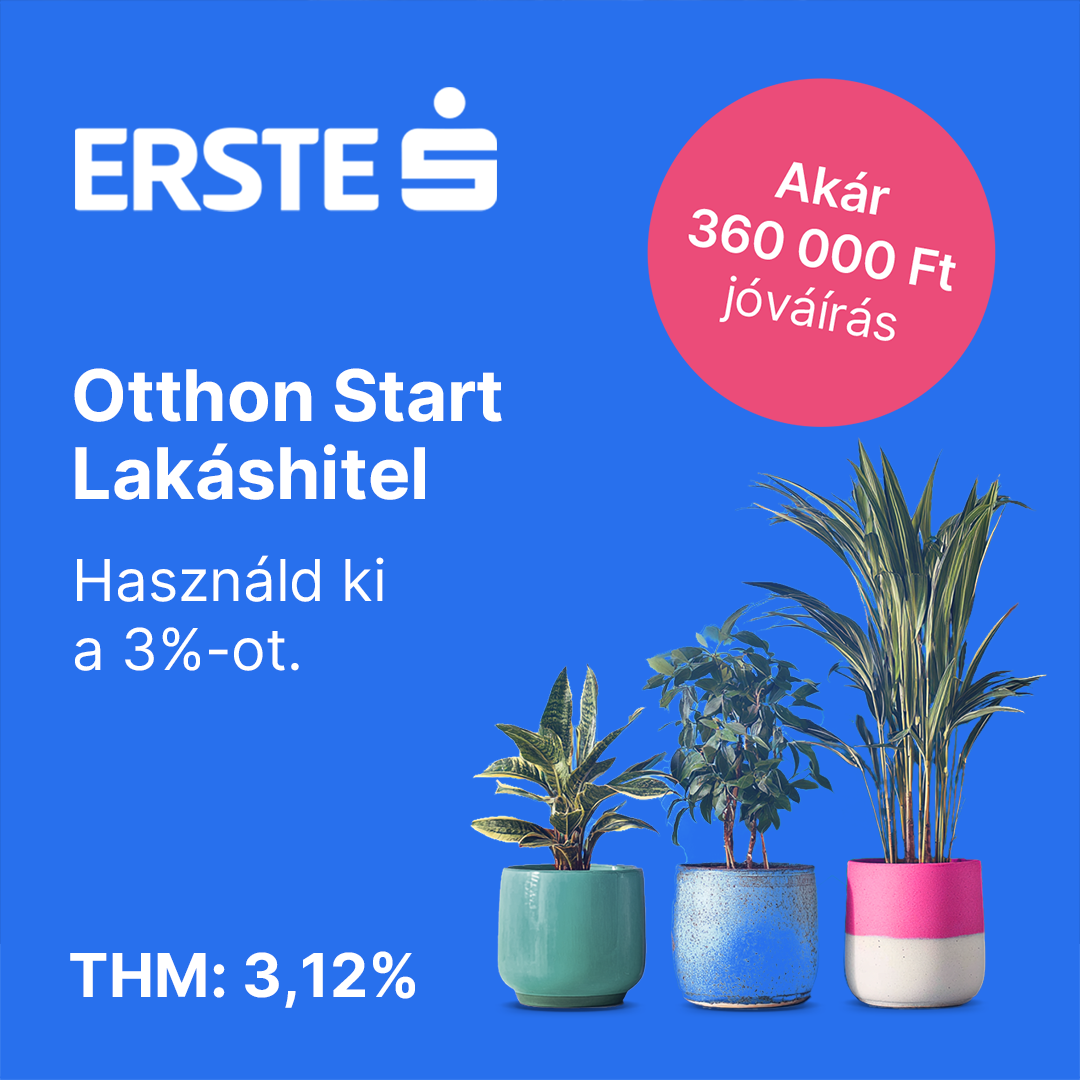 ERSTE
Akár
360 000 Ft
jóváírás
Otthon Start
Lakáshitel
Használd ki
a 3%-ot.
THM: 3,12%